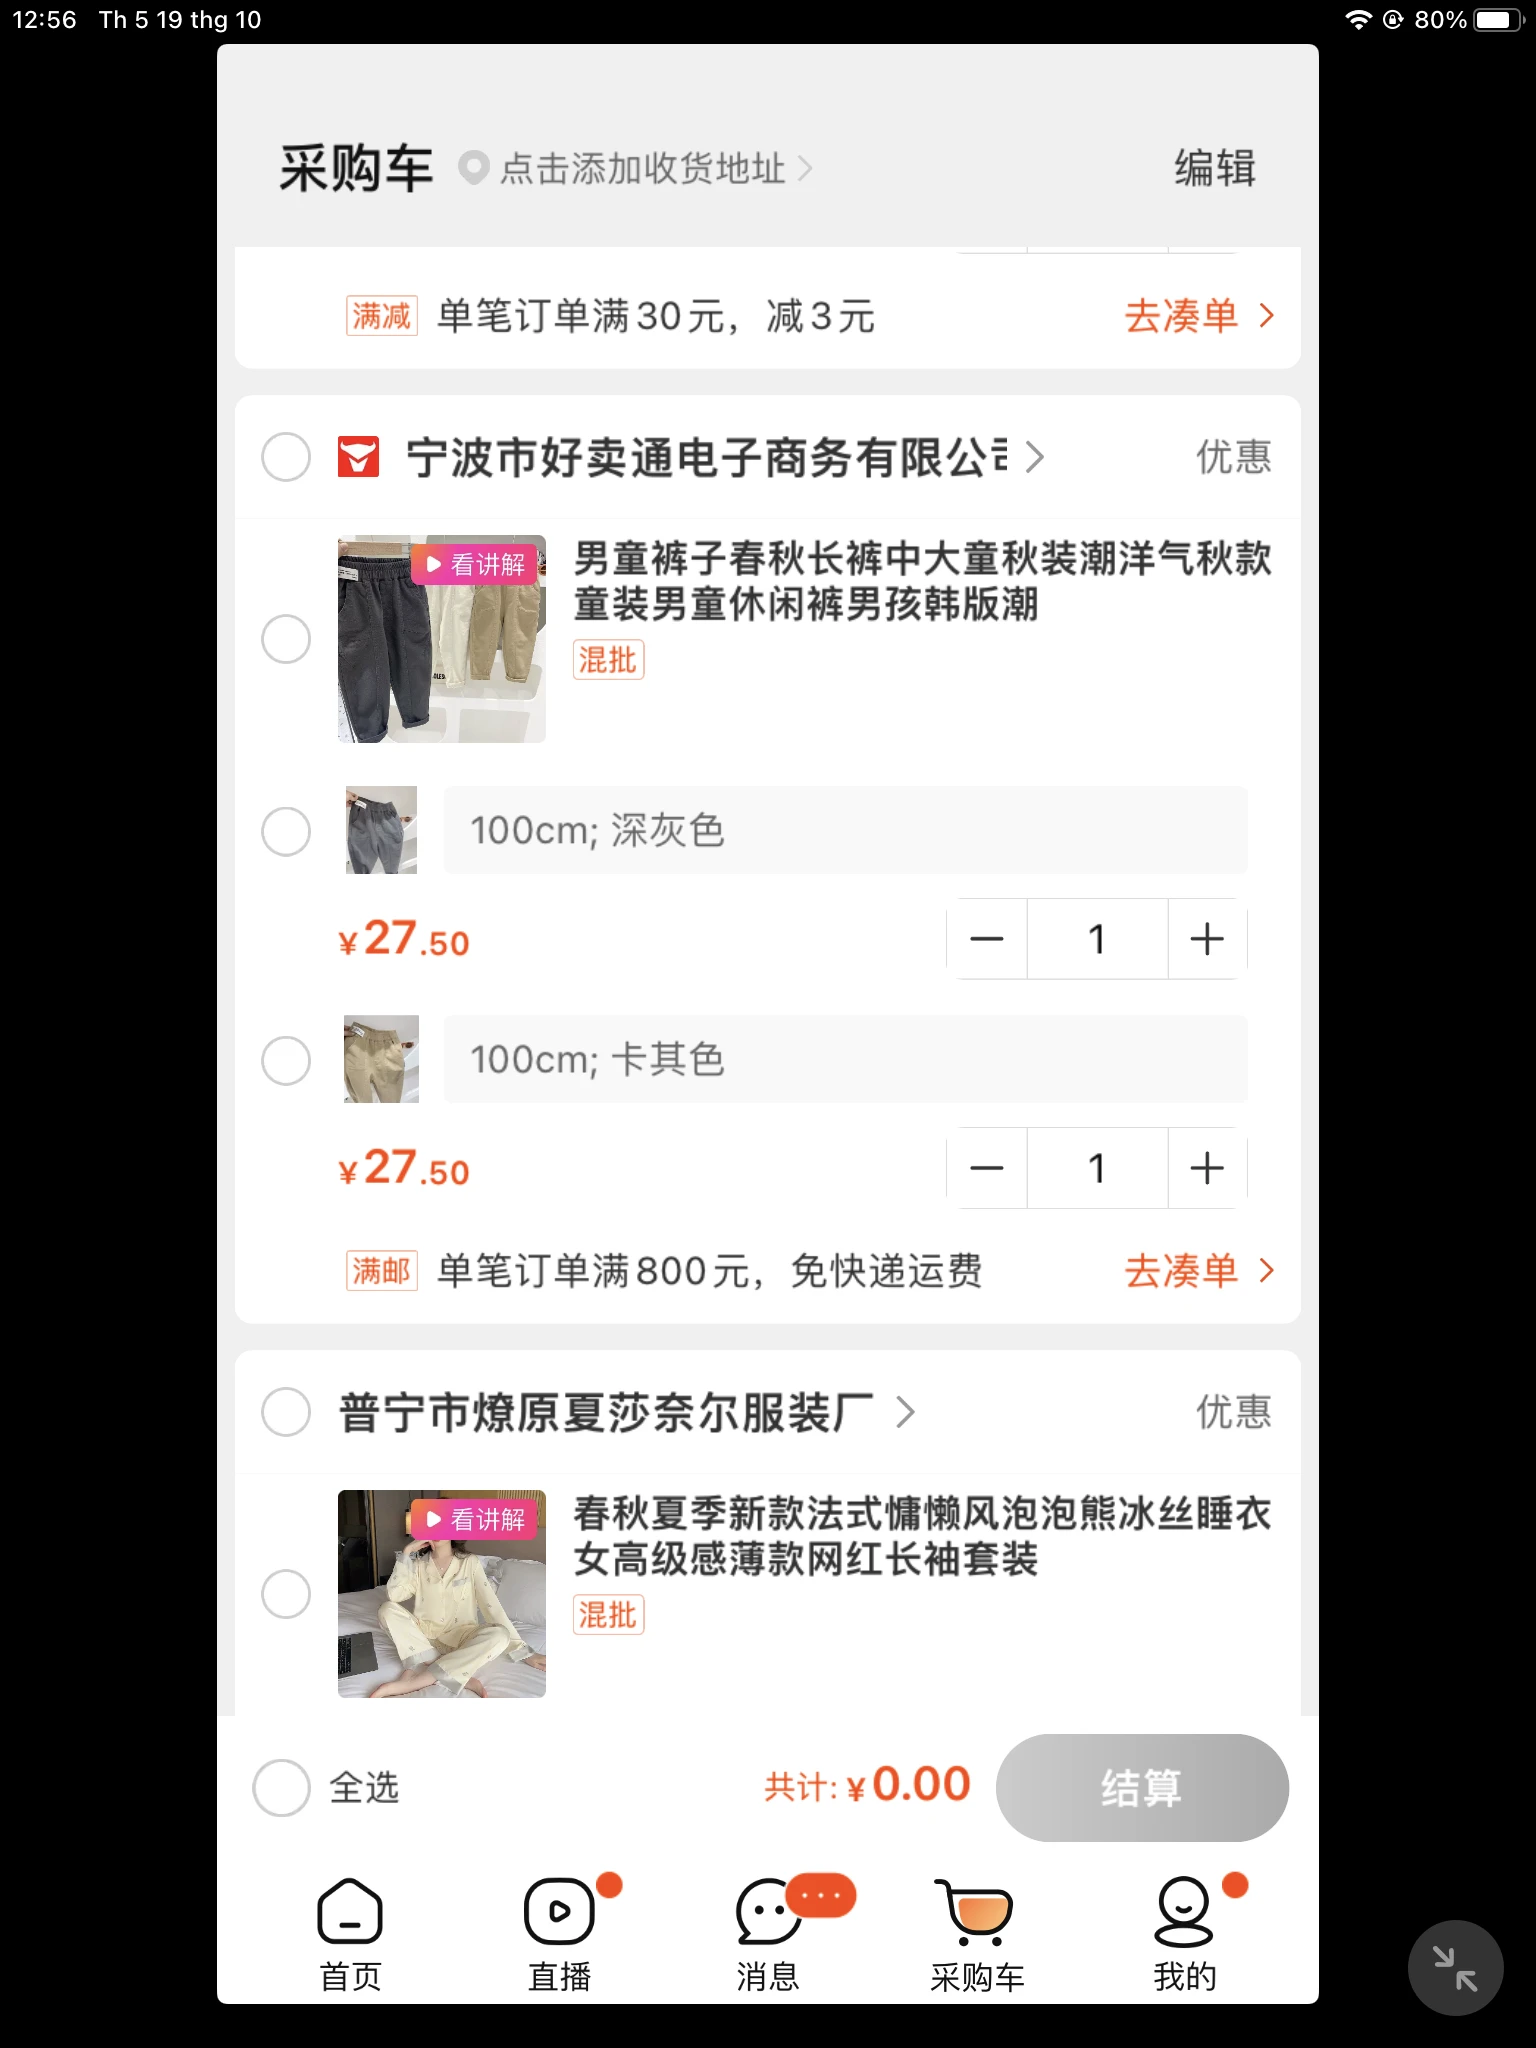 12:56 Th 5 19 thg 10 80%
采购车 点击添加收货地址 编辑
满减 单笔订单满30元，减3元 去凑单
宁波市好卖通电子商务有限公司 优惠
看讲解
男童裤子春秋长裤中大童秋装潮洋气秋款
童装男童休闲裤男孩韩版潮
混批
100cm; 深灰色
¥27.50 1
100cm; 卡其色
¥27.50 1
满邮 单笔订单满800元，免快递运费 去凑单
普宁市燎原夏莎奈尔服装厂 优惠
看讲解
春秋夏季新款法式慵懒风泡泡熊冰丝睡衣
女高级感薄款网红长袖套装
混批
全选 共计: ¥0.00 结算
首页 直播 消息 采购车 我的